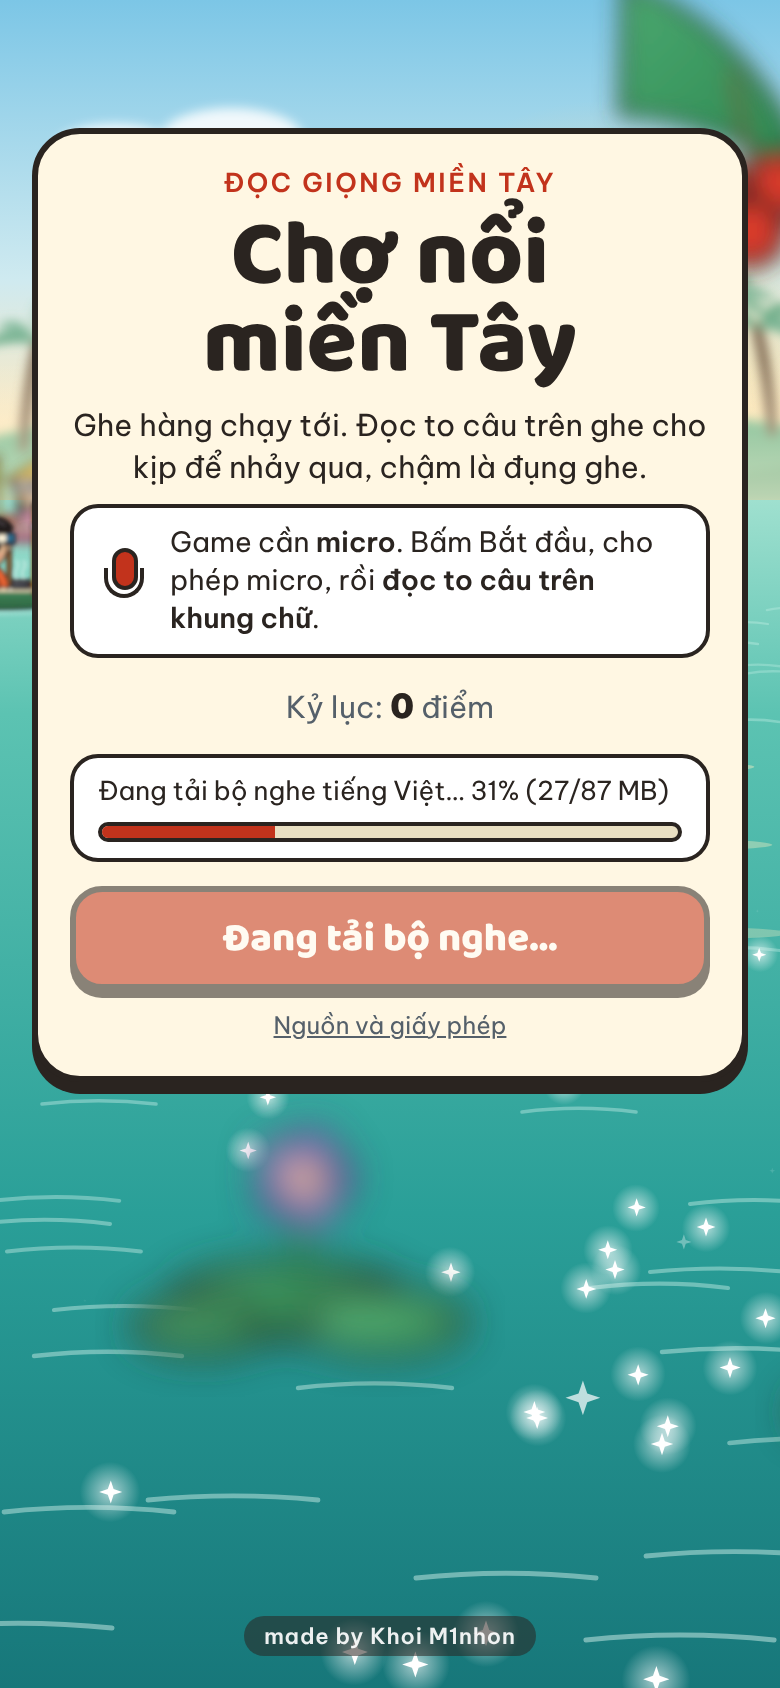 ĐỌC GIỌNG MIỀN TÂY
Chợ nổi
miền Tây
Ghe hàng chạy tới. Đọc to câu trên ghe cho
kịp để nhảy qua, chậm là đụng ghe.
Game cần micro. Bấm Bắt đầu, cho
phép micro, rồi đọc to câu trên
khung chữ.
Kỷ lục: 0 điểm
Đang tải bộ nghe tiếng Việt... 31% (27/87 MB)
Đang tải bộ nghe...
Nguồn và giấy phép
made by Khoi M1nhon